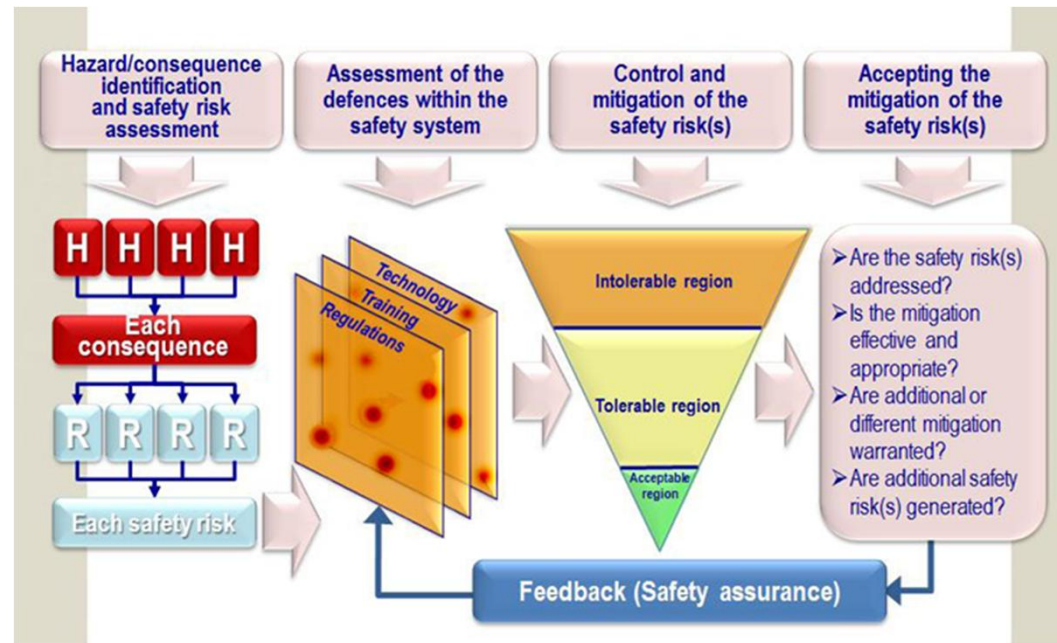 Hazard/consequence
identification
and safety risk
assessment
Assessment of the
defences within the
safety system
Control and
mitigation of the
safety risk(s)
Accepting the
mitigation of the
safety risk(s)
H H H H
Each
consequence
R R R R
Each safety risk
Technology
Training
Regulations
Intolerable region
Tolerable region
Acceptable
region
➢Are the safety risk(s)
addressed?
➢Is the mitigation
effective and
appropriate?
➢Are additional or
different mitigation
warranted?
➢Are additional safety
risk(s) generated?
Feedback (Safety assurance)